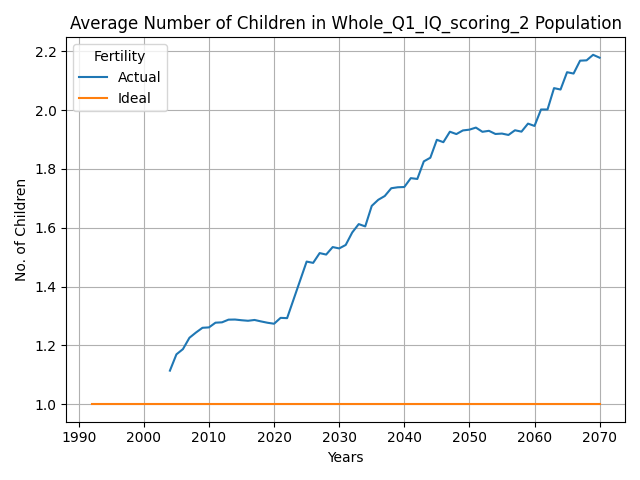 Average Number of Children in Whole_Q1_IQ_scoring_2 Population
Fertility
Actual
Ideal
2.2
2.0
1.8
1.6
1.4
1.2
1.0
No. of Children
1990 2000 2010 2020 2030 2040 2050 2060 2070
Years